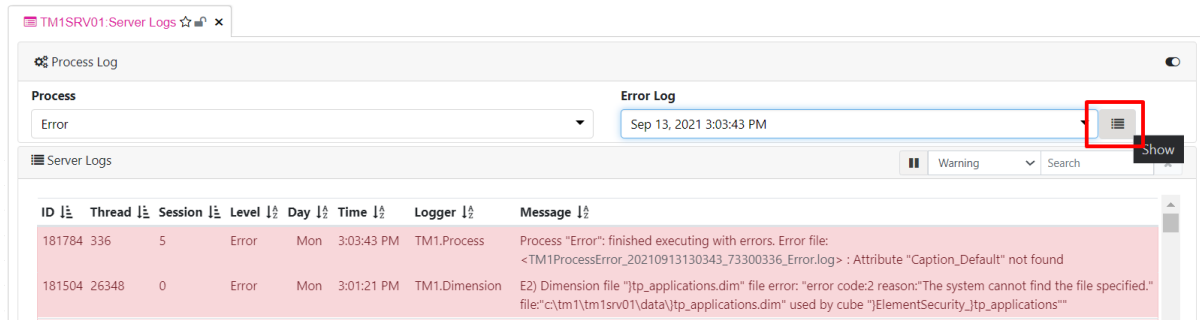 TM1SRV01:Server Logs
Process Log
Process Error Log
Error Sep 13, 2021 3:03:43 PM
Show
Server Logs Warning Search
ID Thread Session Level Day Time Logger Message
181784 336 5 Error Mon 3:03:43 PM TM1.Process Process "Error": finished executing with errors. Error file:
<TM1ProcessError_20210913130343_73300336_Error.log> : Attribute "Caption_Default" not found
181504 26348 0 Error Mon 3:01:21 PM TM1.Dimension E2) Dimension file "}tp_applications.dim" file error: "error code:2 reason:"The system cannot find the file specified."
file:"c:\tm1\tm1srv01\data\}tp_applications.dim" used by cube "}ElementSecurity_}tp_applications""